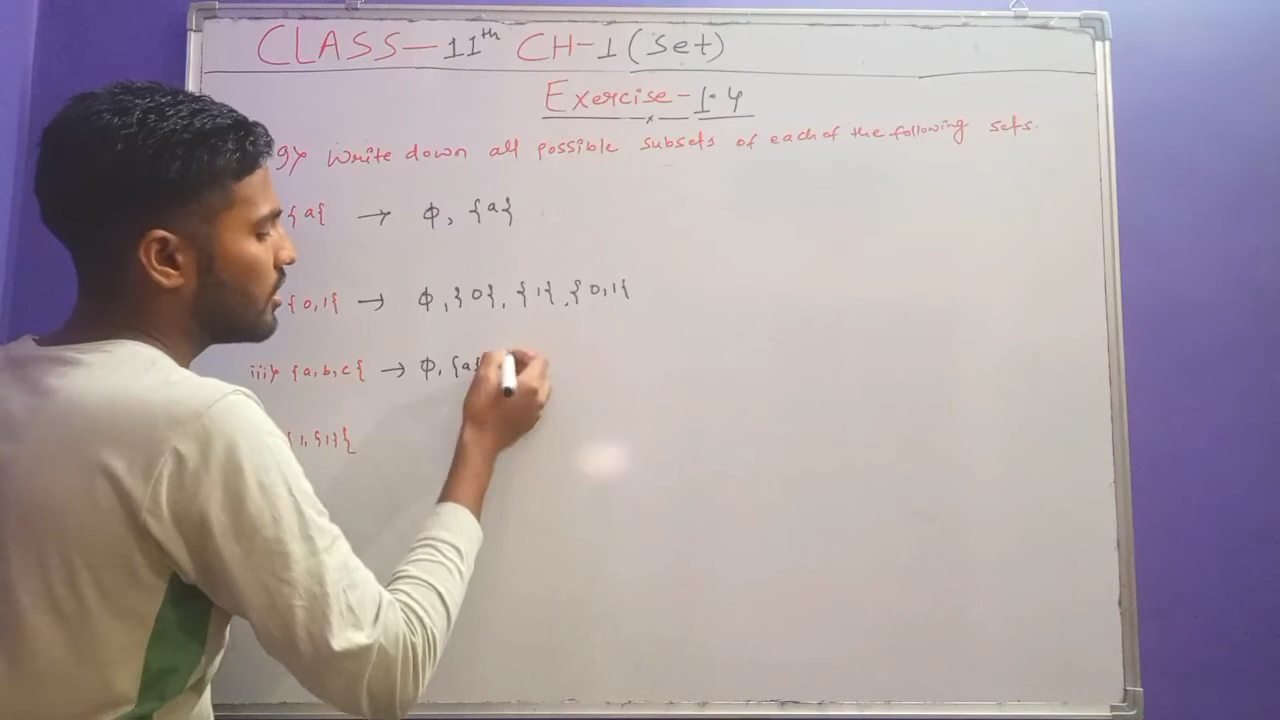 CLASS-11th CH-1 (Set)
Exercise-1.4
9> Write down all possible subsets of each of the following sets.
{a{ → φ, {a}
{0,1{ → φ, }0}, {1{, {0,1{
iii> {a,b,c{ → φ, {a}
{1,{1}}